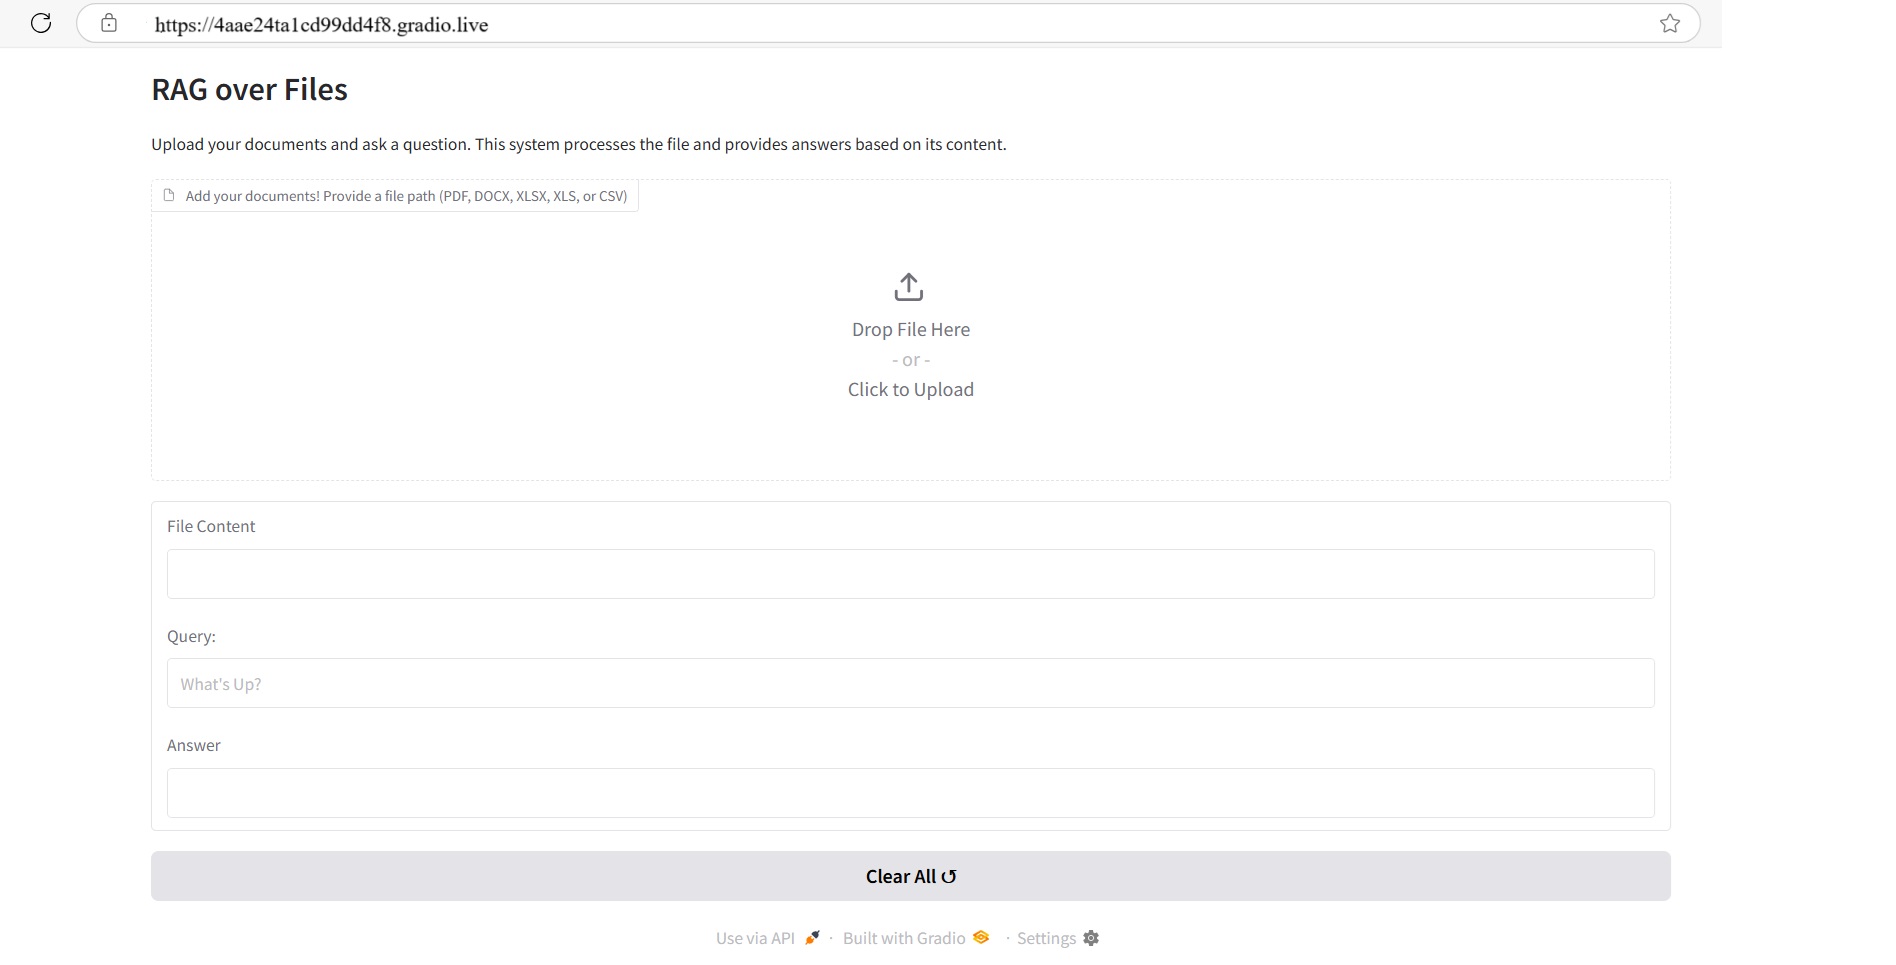 https://4aae24ta1cd99dd4f8.gradio.live
RAG over Files
Upload your documents and ask a question. This system processes the file and provides answers based on its content.
Add your documents! Provide a file path (PDF, DOCX, XLSX, XLS, or CSV)
Drop File Here
- or -
Click to Upload
File Content
Query:
What's Up?
Answer
Clear All ↺
Use via API 🚀 · Built with Gradio · Settings ⚙